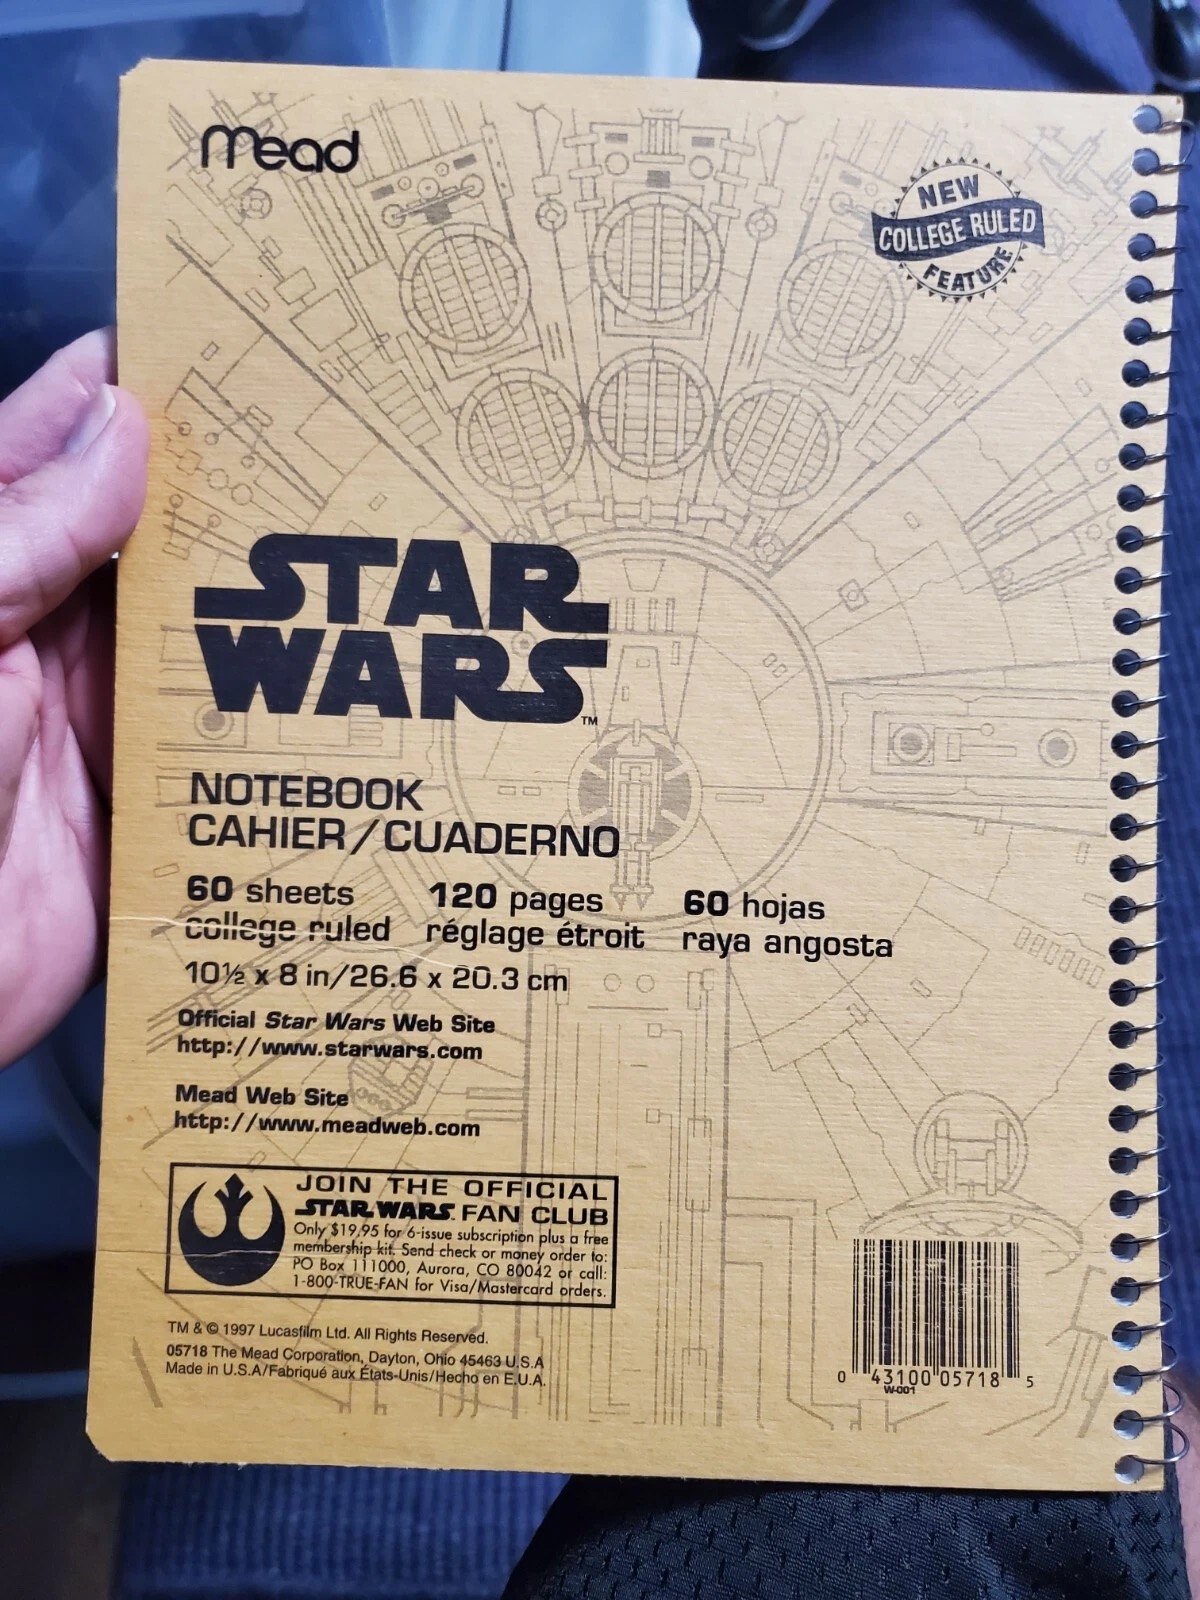 Mead
NEW
COLLEGE RULED
FEATURE
STAR
WARS™
NOTEBOOK
CAHIER/CUADERNO
60 sheets 120 pages 60 hojas
college ruled réglage étroit raya angosta
10½ x 8 in/26.6 x 20.3 cm
Official Star Wars Web Site
http://www.starwars.com
Mead Web Site
http://www.meadweb.com
JOIN THE OFFICIAL
STAR WARS FAN CLUB
Only $19.95 for 6-issue subscription plus a free
membership kit. Send check or money order to:
PO Box 111000, Aurora, CO 80042 or call:
1-800-TRUE-FAN for Visa/Mastercard orders.
TM & © 1997 Lucasfilm Ltd. All Rights Reserved.
05718 The Mead Corporation, Dayton, Ohio 45463 U.S.A
Made in U.S.A/Fabriqué aux États-Unis/Hecho en E.U.A.
0 43100 05718 5
W-001